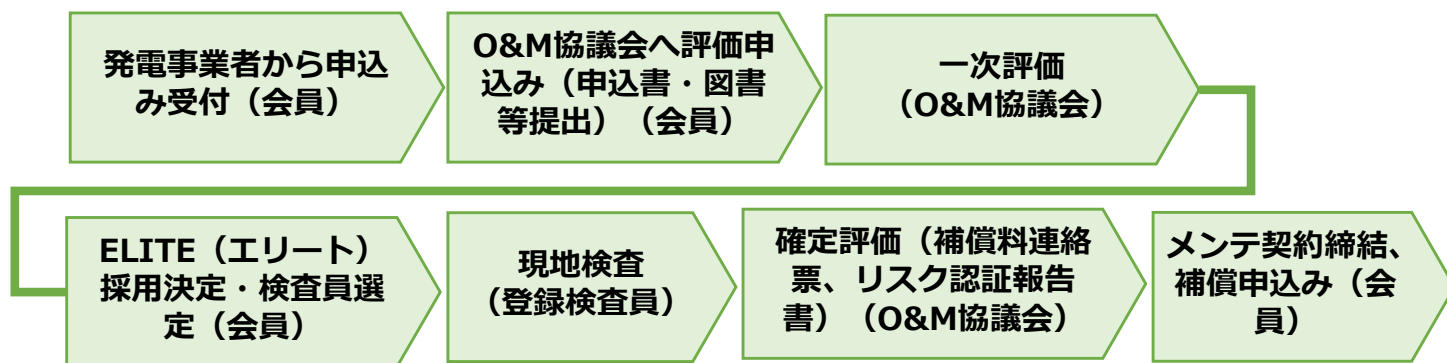 発電事業者から申込
み受付（会員）
O&M協議会へ評価申
込み（申込書・図書
等提出）（会員）
一次評価
（O&M協議会）
ELITE（エリート）
採用決定・検査員選
定（会員）
現地検査
（登録検査員）
確定評価（補償料連絡
票、リスク認証報告
書）（O&M協議会）
メンテ契約締結、
補償申込み（会
員）